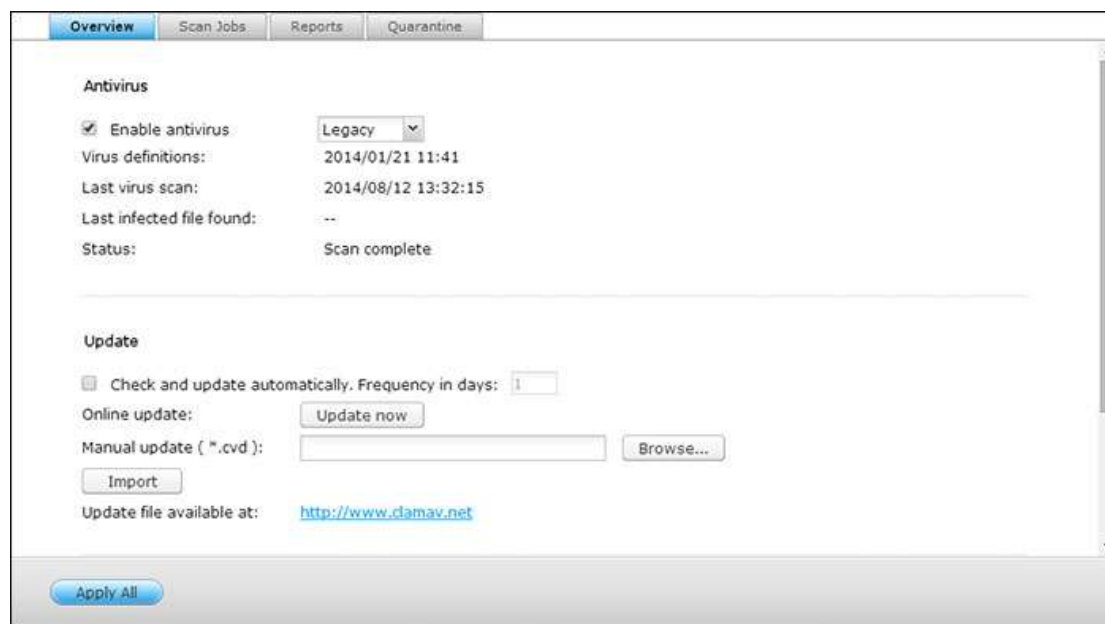 Overview Scan Jobs Reports Quarantine
Antivirus
Enable antivirus Legacy
Virus definitions: 2014/01/21 11:41
Last virus scan: 2014/08/12 13:32:15
Last infected file found: --
Status: Scan complete
Update
Check and update automatically. Frequency in days: 1
Online update: Update now
Manual update ( *.cvd ): Browse...
Import
Update file available at: http://www.clamav.net
Apply All